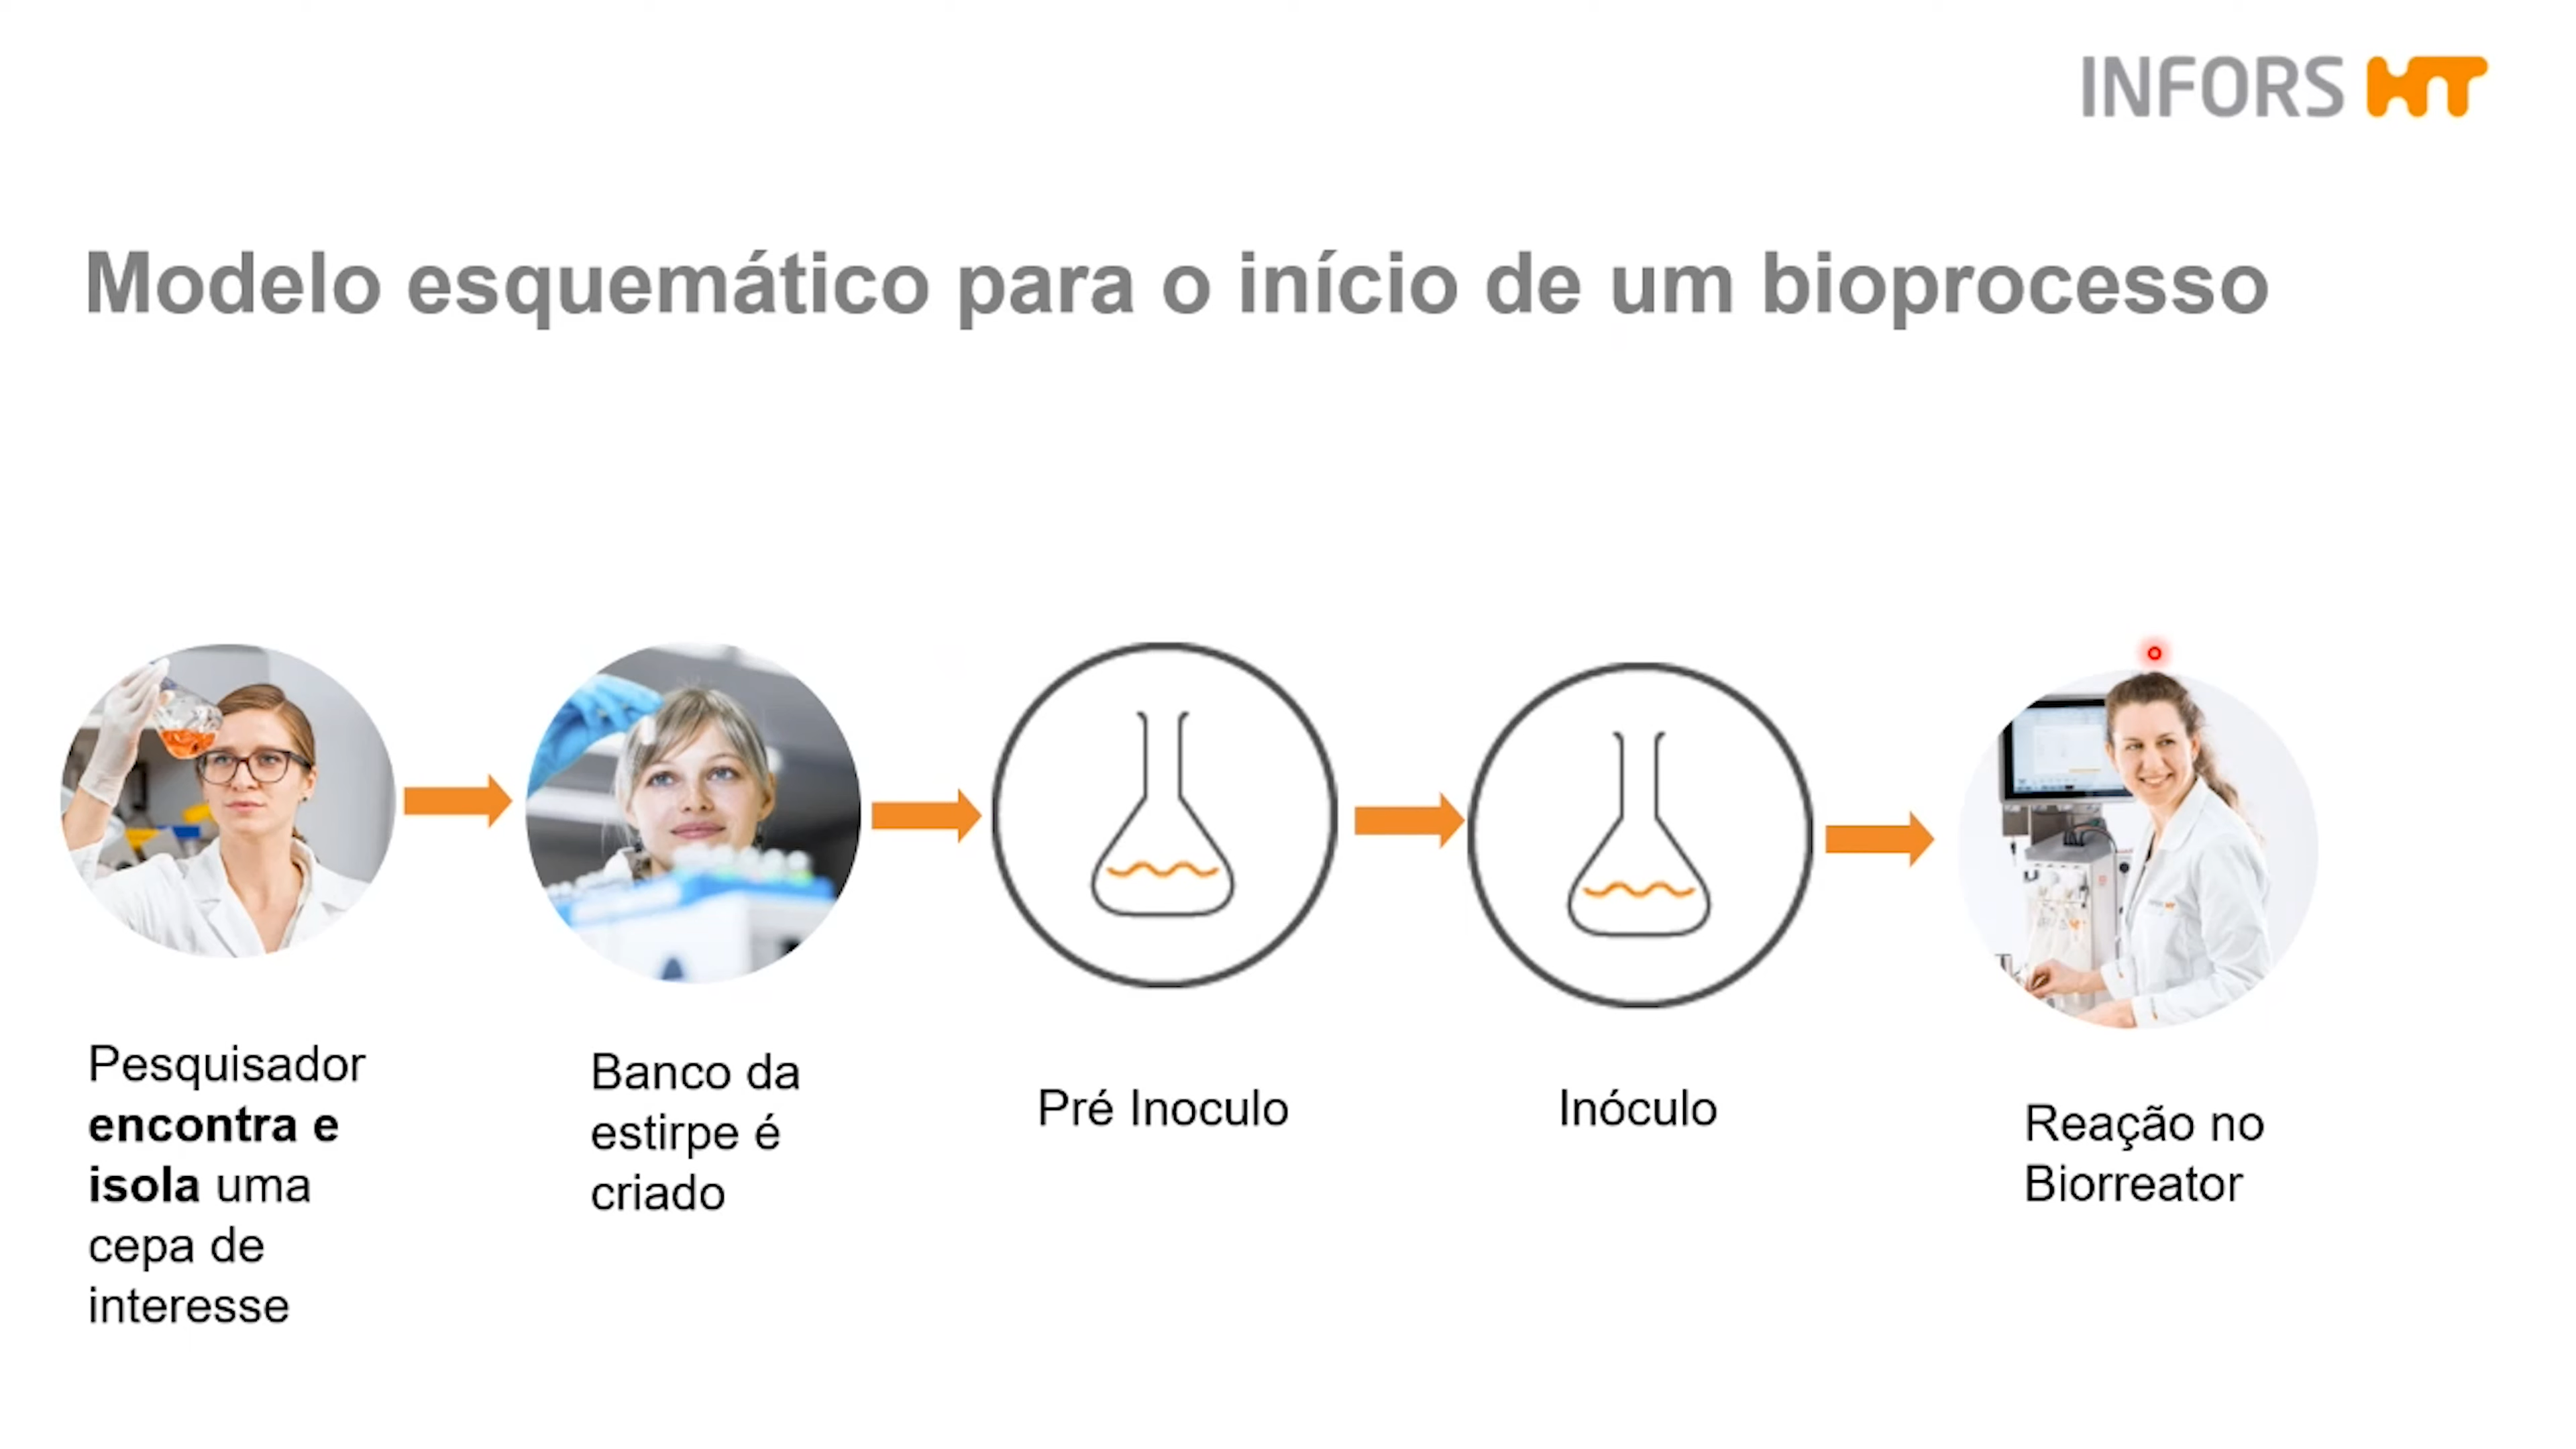 INFORS HT
Modelo esquemático para o início de um bioprocesso
Pesquisador
encontra e
isola uma
cepa de
interesse
Banco da
estirpe é
criado
Pré Inoculo
Inóculo
Reação no
Biorreator